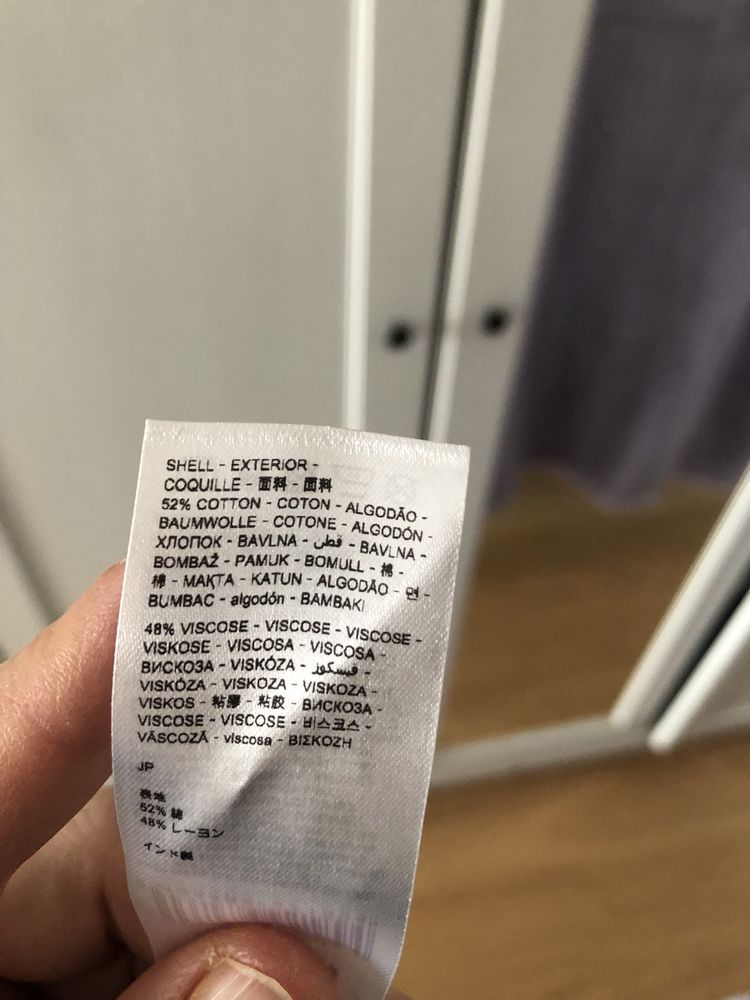 SHELL - EXTERIOR -
COQUILLE - 面料 - 面料
52% COTTON - COTON - ALGODÃO -
BAUMWOLLE - COTONE - ALGODÓN -
ХЛОПОК - BAVLNA - قطن - BAVLNA -
BOMBAŽ - PAMUK - BOMULL - 棉 -
棉 - МАҚТА - KATUN - ALGODÃO - 면 -
BUMBAC - algodón - BAMBAKI
48% VISCOSE - VISCOSE - VISCOSE -
VISKOSE - VISCOSA - VISCOSA -
ВИСКОЗА - VISKÓZA - فيسكوز -
VISKÓZA - VISKOZA - VISKOZA -
VISKOS - 粘膠 - 粘胶 - ВИСКОЗА -
VISCOSE - VISCOSE - 비스코스 -
VÂSCOZĂ - viscosa - ΒΙΣΚΟΖΗ
JP
表地
52% 綿
48% レーヨン
インド製